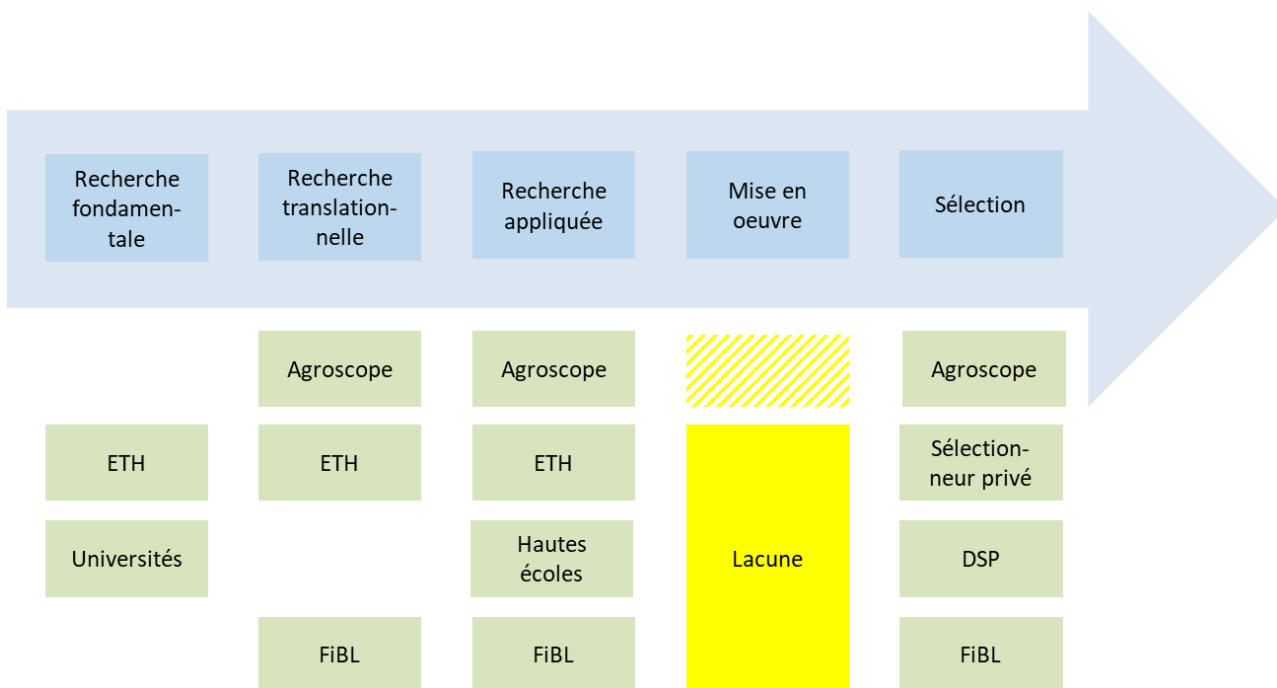 Recherche
fondamen-
tale
Recherche
translation-
nelle
Recherche
appliquée
Mise en
oeuvre
Sélection
Agroscope
Agroscope
Agroscope
ETH
ETH
ETH
Sélection-
neur privé
Universités
Hautes
écoles
Lacune
DSP
FiBL
FiBL
FiBL